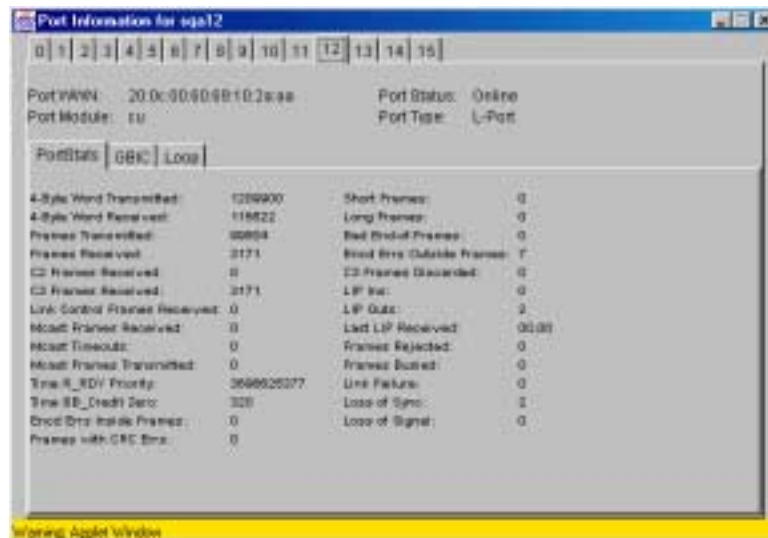 Port Information for sqa12
0 1 2 3 4 5 6 7 8 9 10 11 12 13 14 15
Port WWN: 20:0c:00:60:69:10:2a:aa Port Status: Online
Port Module: cu Port Type: L-Port
PortStats GBIC Loop
4-Byte Word Transmitted: Short Frames: 0
4-Byte Word Received: Long Frames: 0
Frames Transmitted: Bad End-of Frames: 0
Frames Received: 3171 Encd Errs Outside Frames: 7
C2 Frames Received: 0 C3 Frames Discarded: 0
C3 Frames Received: 3171 LIP Ins: 0
Link Control Frames Received: 0 LIP Outs: 2
Mcast Frames Received: 0 Last LIP Received: 00,00
Mcast Timeouts: 0 Frames Rejected: 0
Mcast Frames Transmitted: 0 Frames Busied: 0
Time R_RDY Priority: Link Failure: 0
Time BB_Credit Zero: Loss of Sync: 2
Encd Errs Inside Frames: 0 Loss of Signal: 0
Frames with CRC Errs: 0
Warning: Applet Window